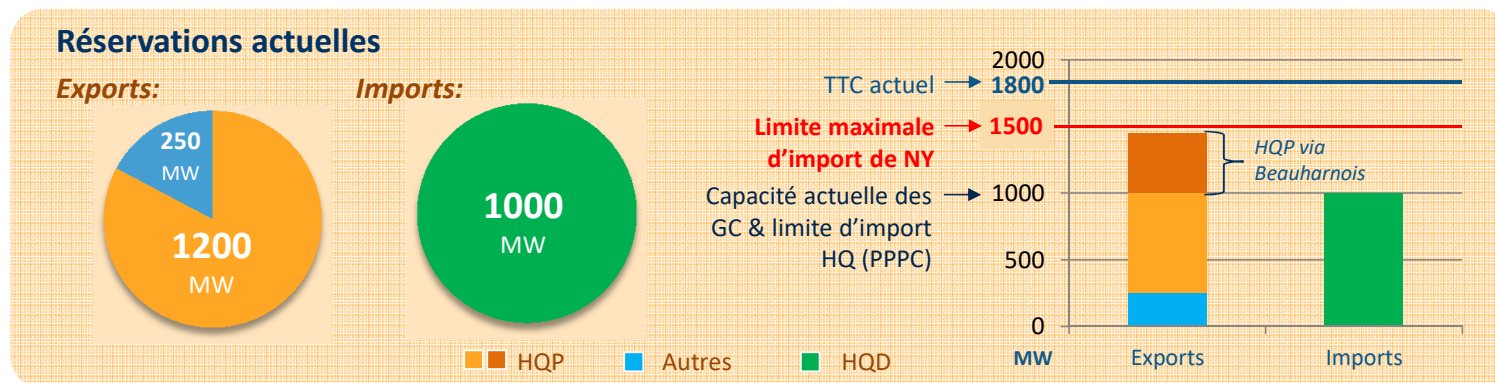 Réservations actuelles
Exports:
Imports:
250
MW
1200
MW
1000
MW
HQP
Autres
HQD
TTC actuel
Limite maximale
d'import de NY
Capacité actuelle des
GC & limite d'import
HQ (PPPC)
2000
1800
1500
1000
500
0
MW
HQP via
Beauharnois
Exports
Imports